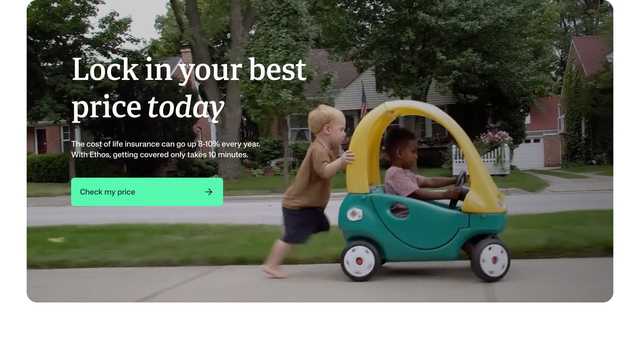 Lock in your best
price today
The cost of life insurance can go up 8-10% every year.
With Ethos, getting covered only takes 10 minutes.
Check my price